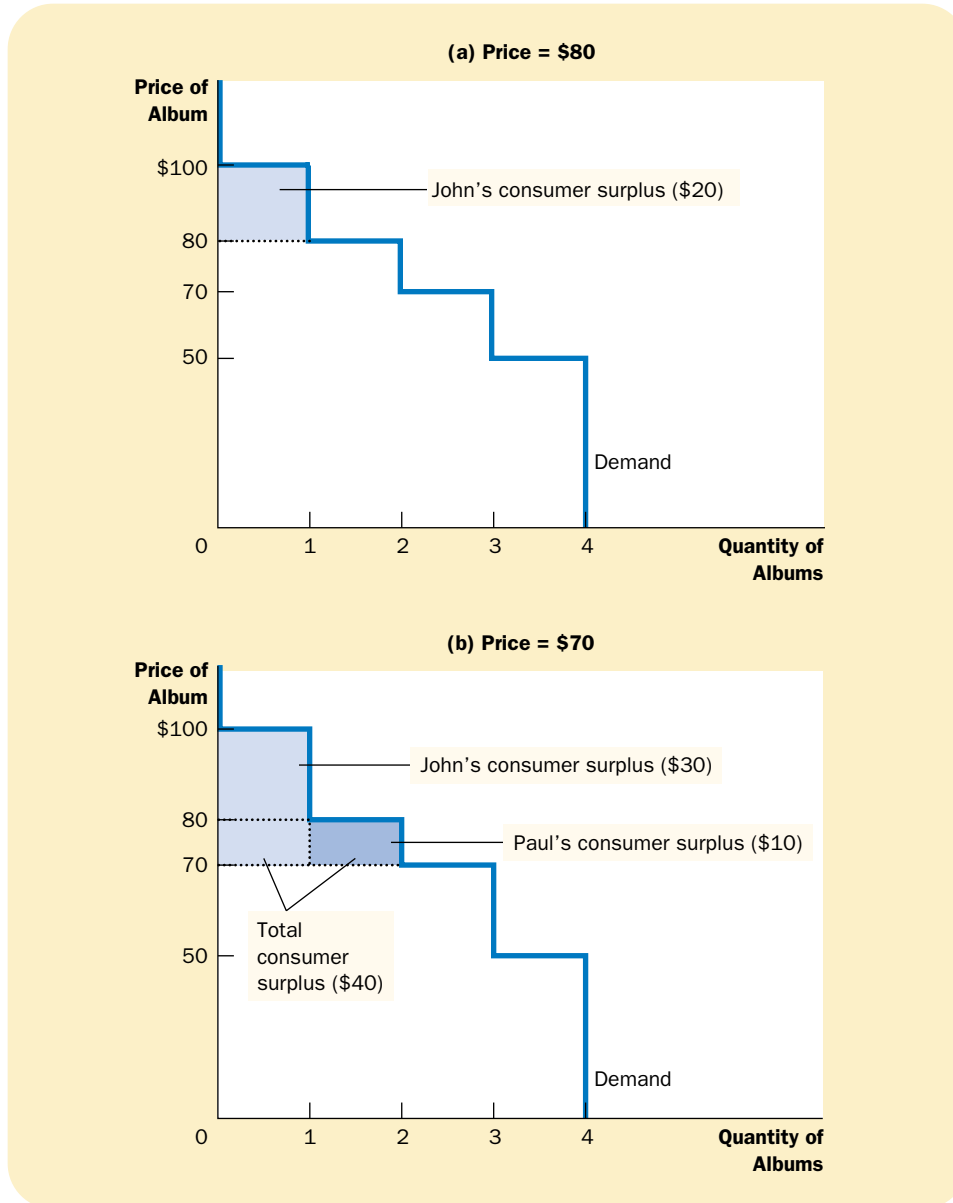 (a) Price = $80
Price of
Album
$100
John’s consumer surplus ($20)
80
70
50
Demand
0
1
2
3
4
Quantity of
Albums
(b) Price = $70
Price of
Album
$100
John’s consumer surplus ($30)
80
Paul’s consumer surplus ($10)
70
Total
consumer
surplus ($40)
50
Demand
0
1
2
3
4
Quantity of
Albums